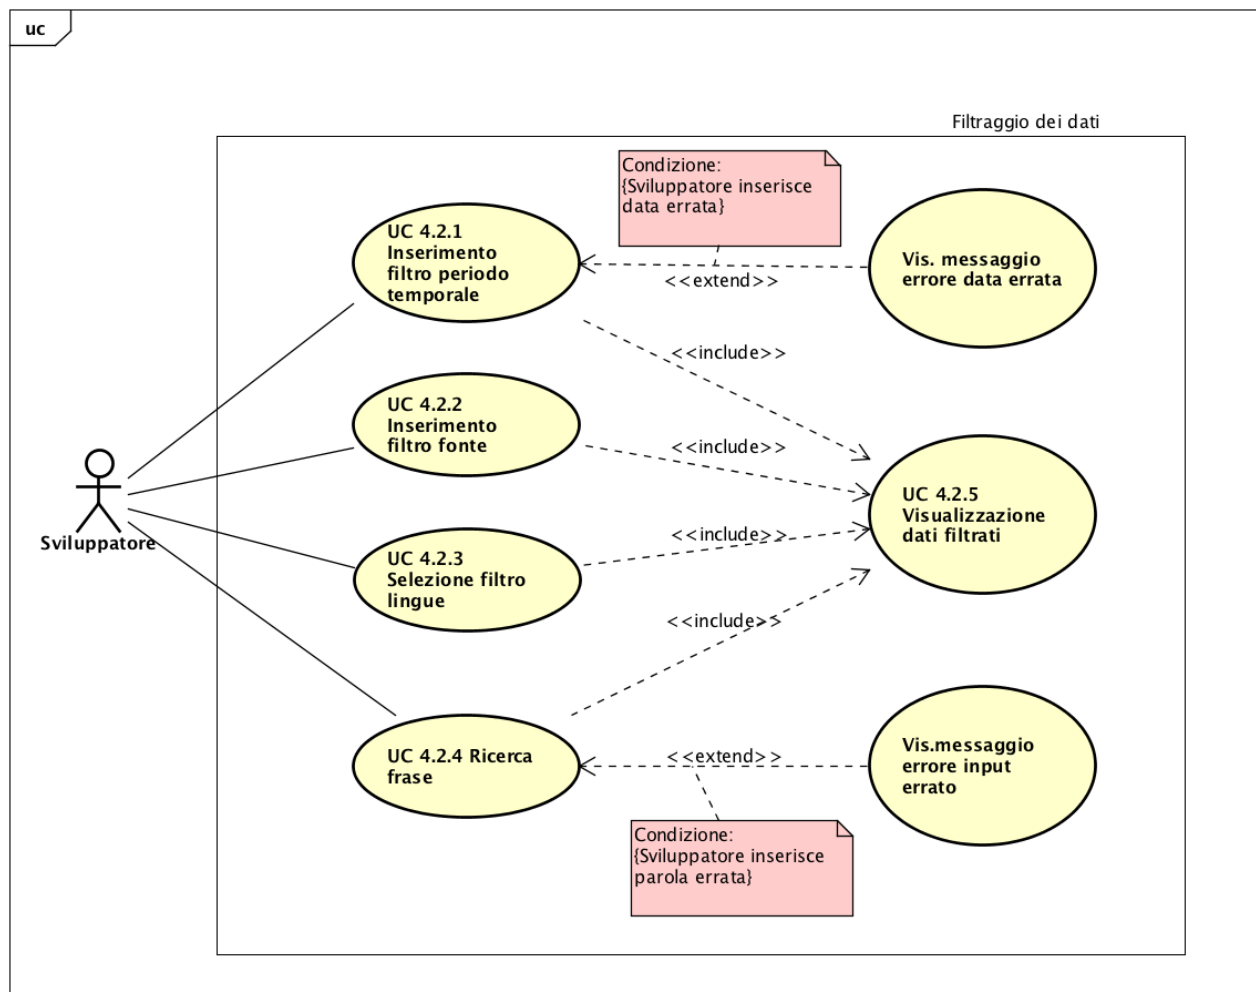 uc
Filtraggio dei dati
Condizione:
{Sviluppatore inserisce
data errata}
UC 4.2.1
Inserimento
filtro periodo
temporale
Vis. messaggio
errore data errata
<<extend>>
<<include>>
UC 4.2.2
Inserimento
filtro fonte
<<include>>
UC 4.2.5
Visualizzazione
dati filtrati
Sviluppatore
<<include>>
UC 4.2.3
Selezione filtro
lingue
<<include>>
UC 4.2.4 Ricerca
frase
<<extend>>
Vis.messaggio
errore input
errato
Condizione:
{Sviluppatore inserisce
parola errata}